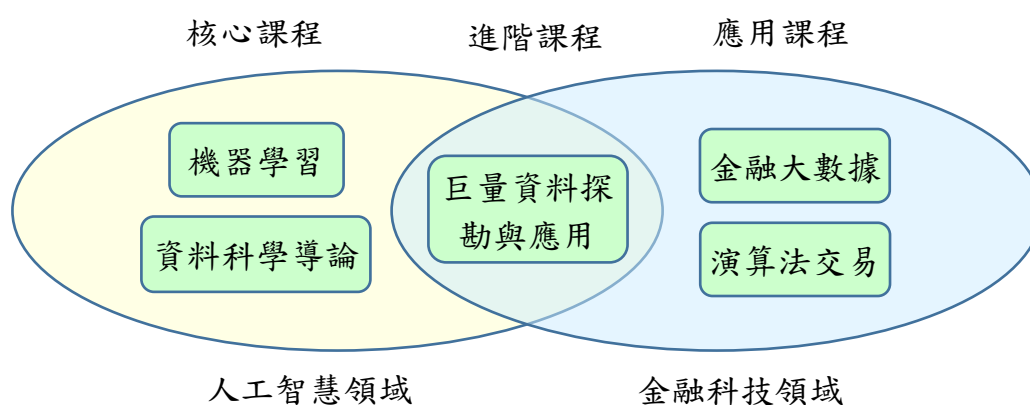 核心課程
進階課程
應用課程
機器學習
資料科學導論
巨量資料探
勘與應用
金融大數據
演算法交易
人工智慧領域
金融科技領域